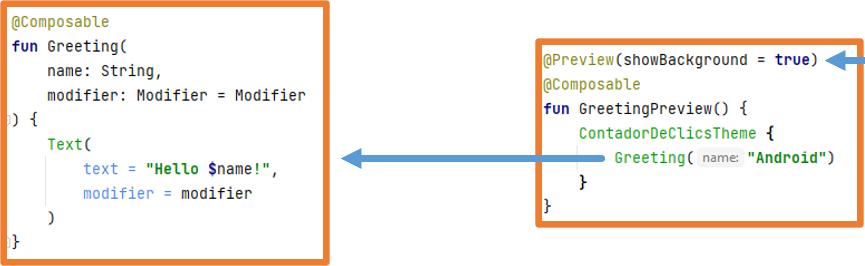 @Composable
fun Greeting(
    name: String,
    modifier: Modifier = Modifier
) {
    Text(
        text = "Hello $name!",
        modifier = modifier
    )
}
@Preview(showBackground = true)
@Composable
fun GreetingPreview() {
    ContadorDeClicsTheme {
        Greeting( name: "Android")
    }
}